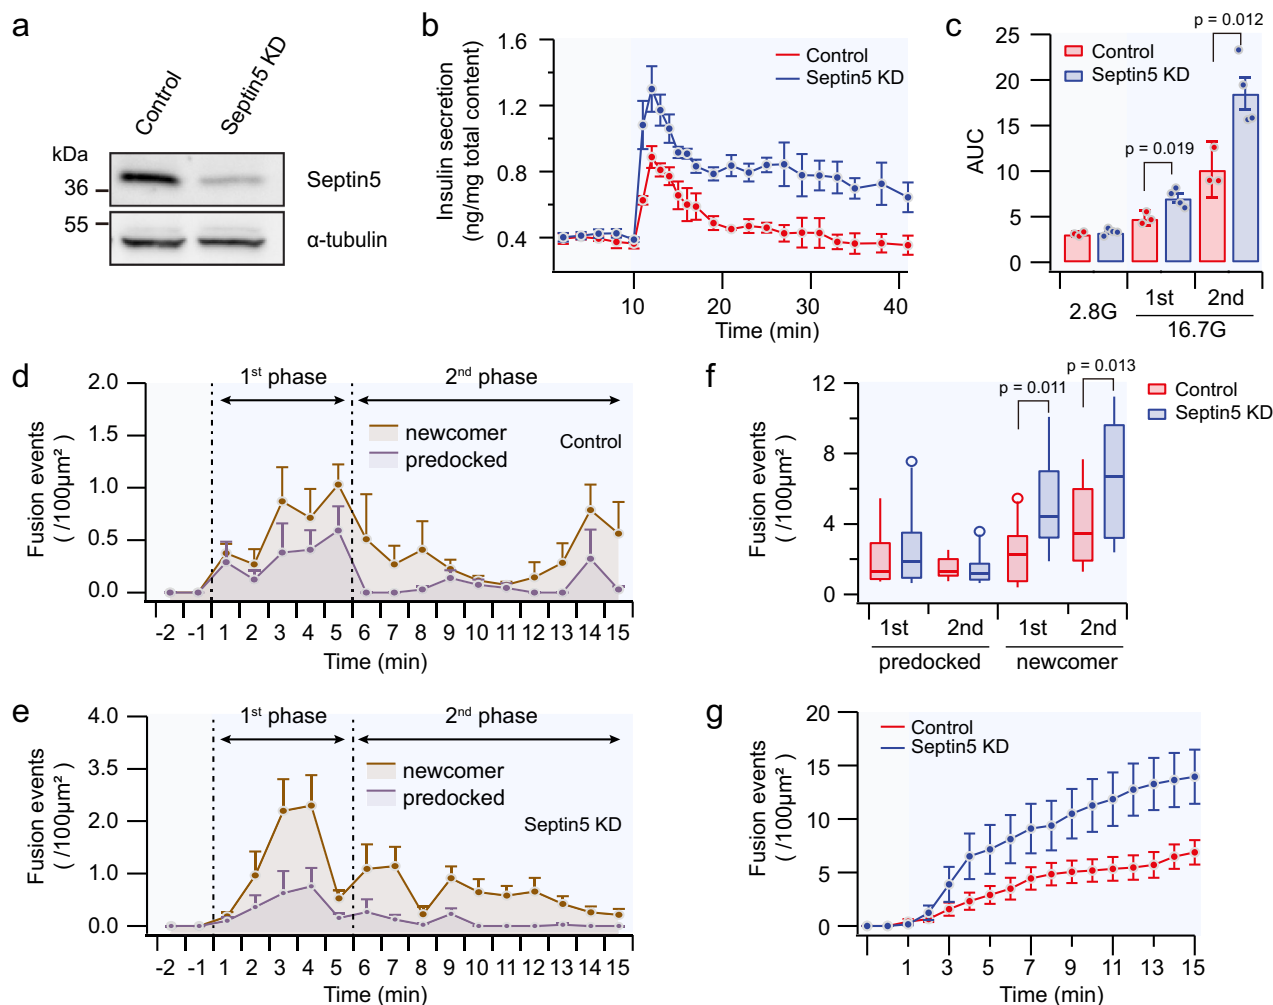 a
Control
Septin5 KD
kDa
36
55
Septin5
α-tubulin
b
Insulin secretion
(ng/mg total content)
1.6
1.2
0.8
0.4
Control
Septin5 KD
10
20
30
40
Time (min)
c
p = 0.012
p = 0.019
Control
Septin5 KD
AUC
25
20
15
10
5
0
2.8G
1st
2nd
16.7G
d
Fusion events
( /100µm² )
2.0
1.5
1.0
0.5
0.0
1st phase
2nd phase
newcomer
predocked
Control
-2 -1 1 2 3 4 5 6 7 8 9 10 11 12 13 14 15
Time (min)
e
Fusion events
( /100µm² )
4.0
3.5
2.0
1.0
0.0
1st phase
2nd phase
newcomer
predocked
Septin5 KD
-2 -1 1 2 3 4 5 6 7 8 9 10 11 12 13 14 15
Time (min)
f
Fusion events
( /100µm² )
12
8
4
0
p = 0.011
p = 0.013
Control
Septin5 KD
1st 2nd 1st 2nd
predocked newcomer
g
Fusion events
( /100µm² )
20
15
10
5
0
Control
Septin5 KD
1 3 5 7 9 11 13 15
Time (min)